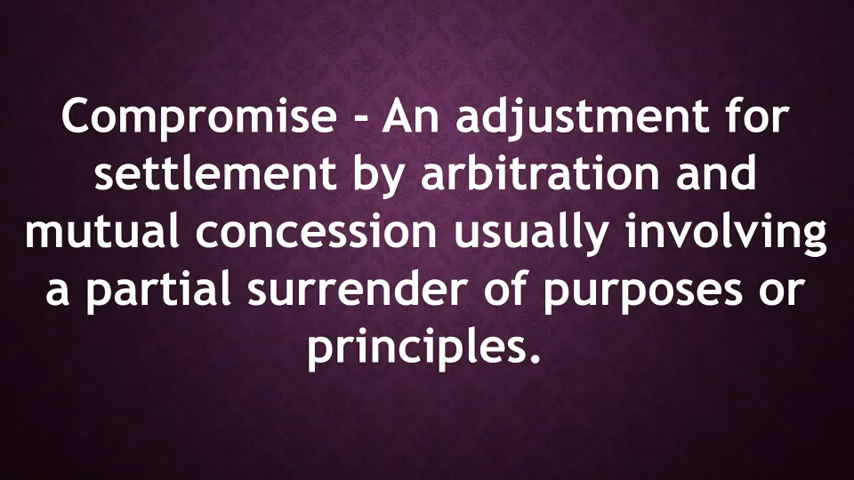 Compromise - An adjustment for
settlement by arbitration and
mutual concession usually involving
a partial surrender of purposes or
principles.